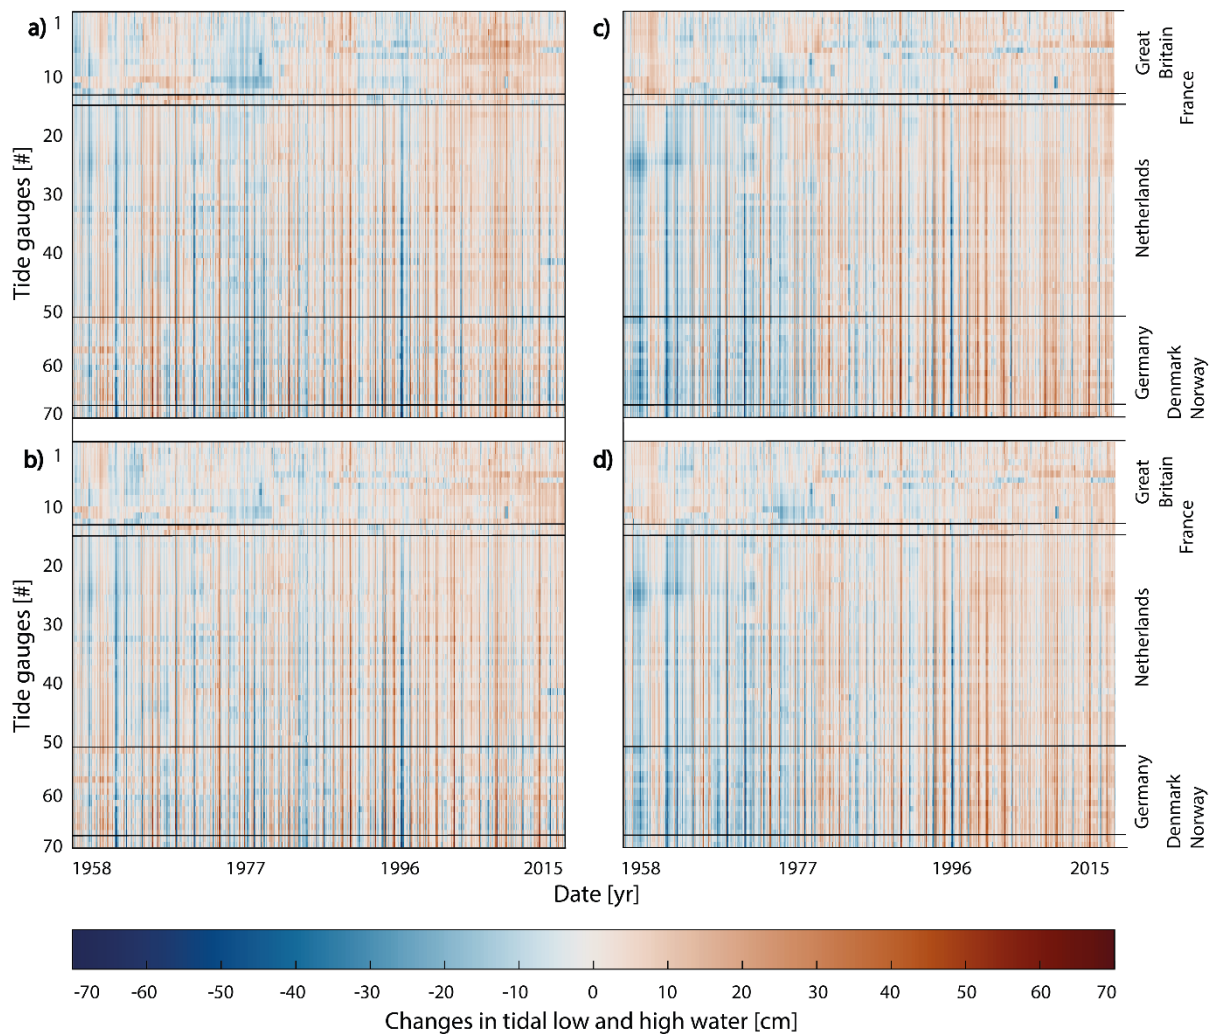 a)
1
10
20
30
40
50
60
70
Tide gauges [#]
c)
Great
Britain
France
Netherlands
Germany
Denmark
Norway
b)
1
10
20
30
40
50
60
70
Tide gauges [#]
d)
Great
Britain
France
Netherlands
Germany
Denmark
Norway
1958 1977 1996 2015
1958 1977 1996 2015
Date [yr]
-70 -60 -50 -40 -30 -20 -10 0 10 20 30 40 50 60 70
Changes in tidal low and high water [cm]